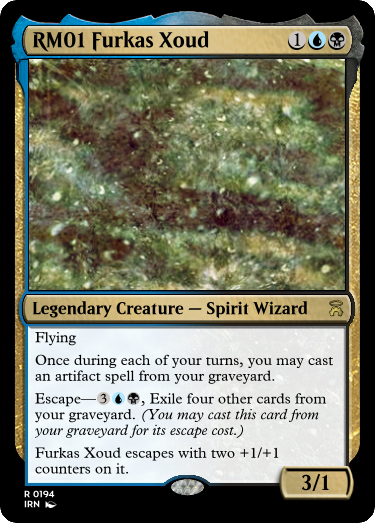 RM01 Furkas Xoud 1
Legendary Creature — Spirit Wizard
Flying
Once during each of your turns, you may cast
an artifact spell from your graveyard.
Escape—3, Exile four other cards from
your graveyard. (You may cast this card from
your graveyard for its escape cost.)
Furkas Xoud escapes with two +1/+1
counters on it.
3/1
R 0194
IRN